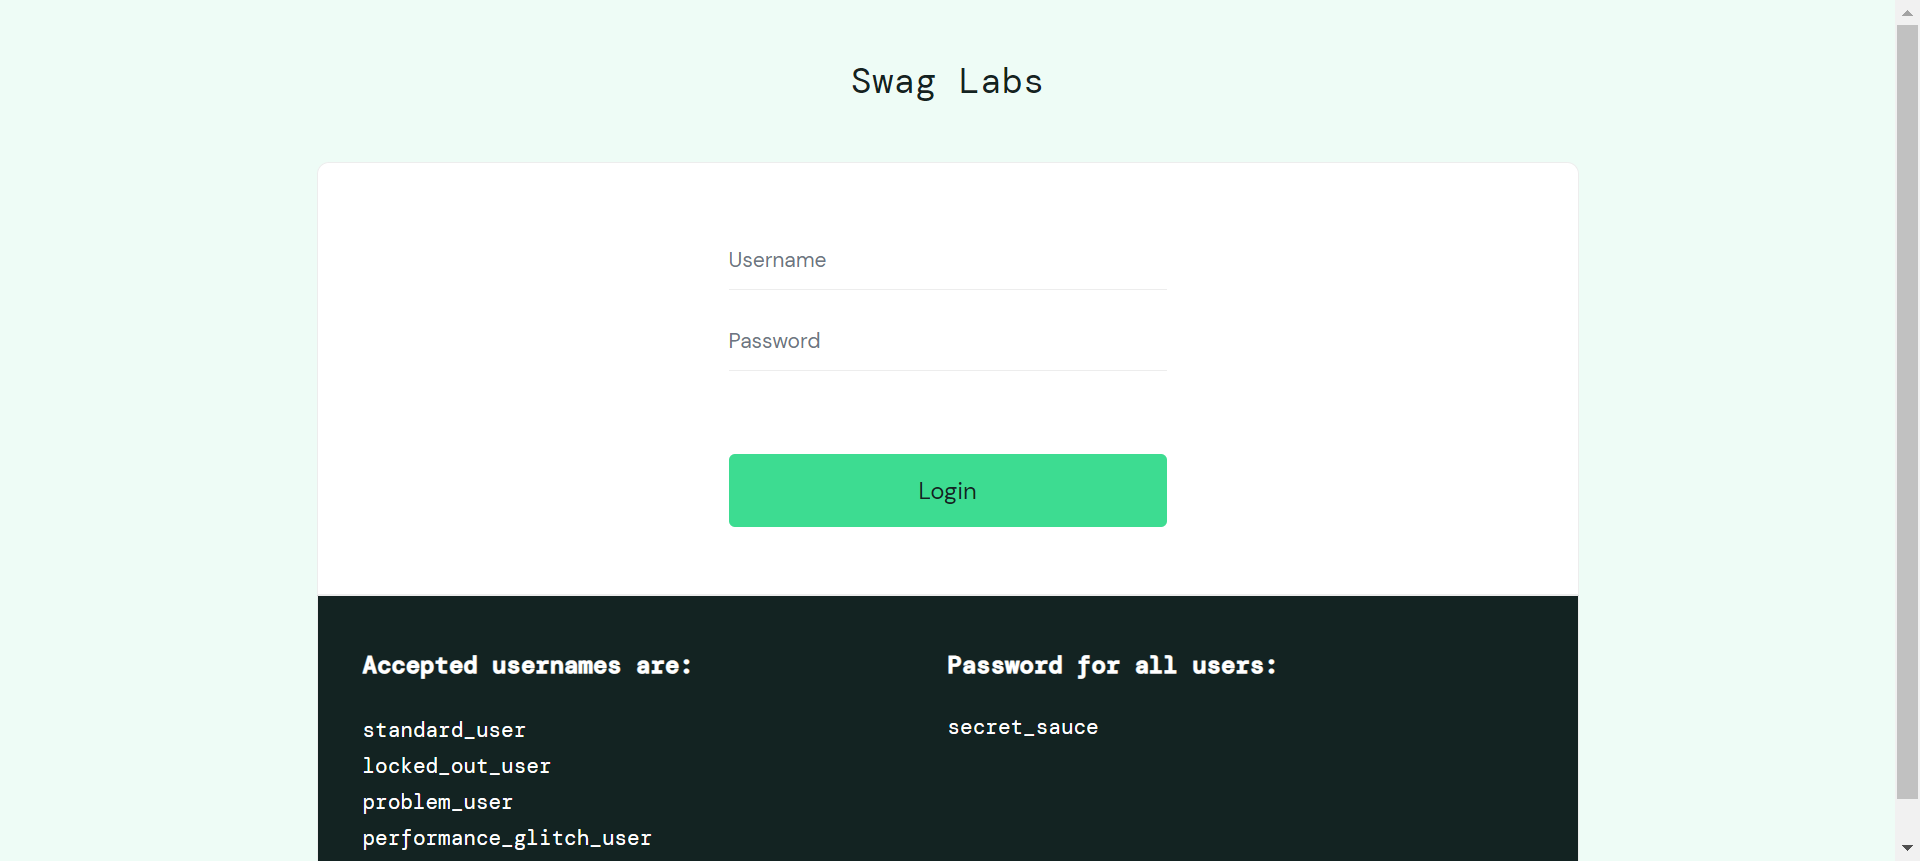 Swag Labs
Username
Password
Login
Accepted usernames are:
standard_user
locked_out_user
problem_user
performance_glitch_user
Password for all users:
secret_sauce